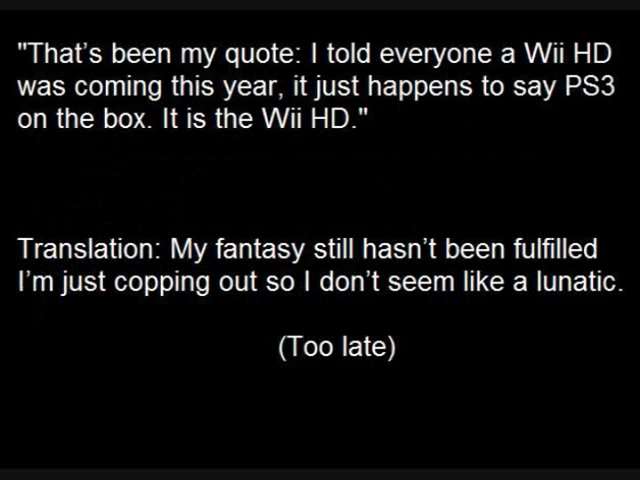 "That's been my quote: I told everyone a Wii HD
was coming this year, it just happens to say PS3
on the box. It is the Wii HD."
Translation: My fantasy still hasn't been fulfilled
I'm just copping out so I don't seem like a lunatic.
(Too late)